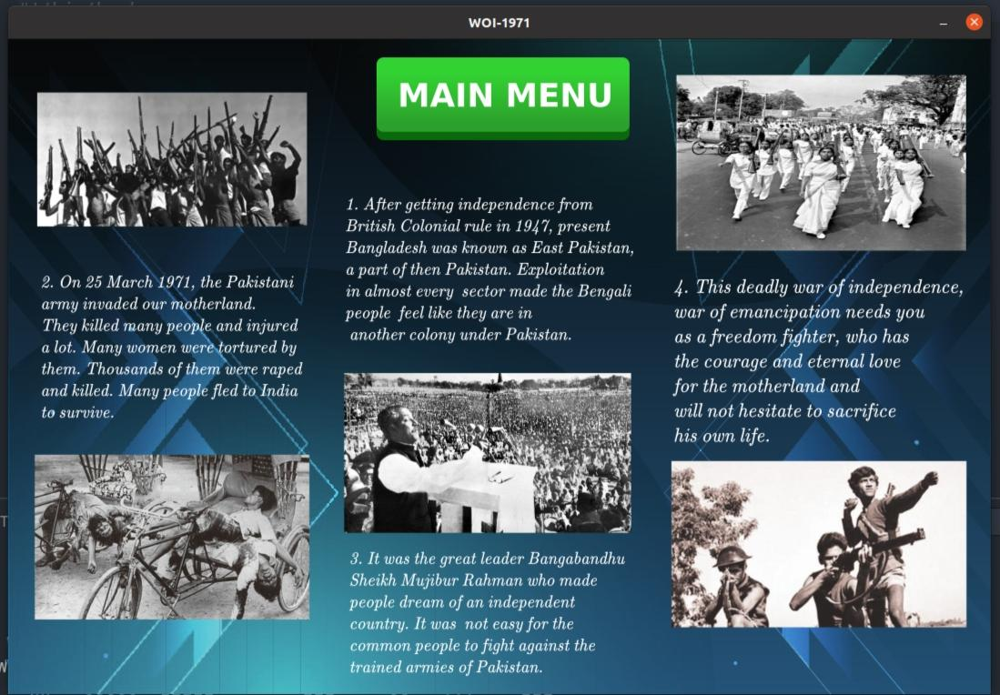 WOI-1971
MAIN MENU
1. After getting independence from
British Colonial rule in 1947, present
Bangladesh was known as East Pakistan,
a part of then Pakistan. Exploitation
in almost every  sector made the Bengali
people  feel like they are in
another colony under Pakistan.
2. On 25 March 1971, the Pakistani
army invaded our motherland.
They killed many people and injured
a lot. Many women were tortured by
them. Thousands of them were raped
and killed. Many people fled to India
to survive.
3. It was the great leader Bangabandhu
Sheikh Mujibur Rahman who made
people dream of an independent
country. It was  not easy for the
common people to fight against the
trained armies of Pakistan.
4. This deadly war of independence,
war of emancipation needs you
as a freedom fighter, who has
the courage and eternal love
for the motherland and
will not hesitate to sacrifice
his own life.